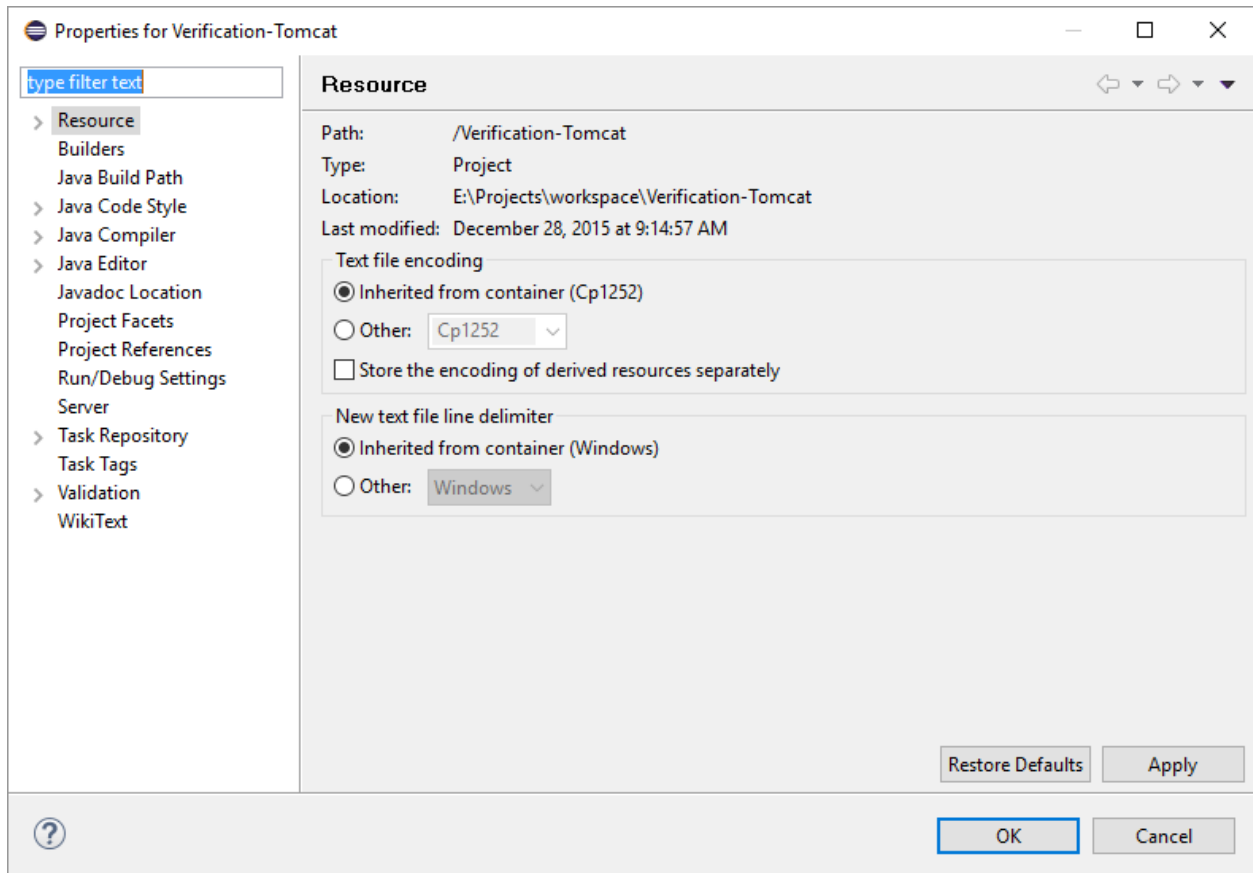 Properties for Verification-Tomcat
type filter text
Resource
Builders
Java Build Path
Java Code Style
Java Compiler
Java Editor
Javadoc Location
Project Facets
Project References
Run/Debug Settings
Server
Task Repository
Task Tags
Validation
WikiText
Resource
Path: /Verification-Tomcat
Type: Project
Location: E:\Projects\workspace\Verification-Tomcat
Last modified: December 28, 2015 at 9:14:57 AM
Text file encoding
Inherited from container (Cp1252)
Other: Cp1252
Store the encoding of derived resources separately
New text file line delimiter
Inherited from container (Windows)
Other: Windows
Restore Defaults Apply
? OK Cancel